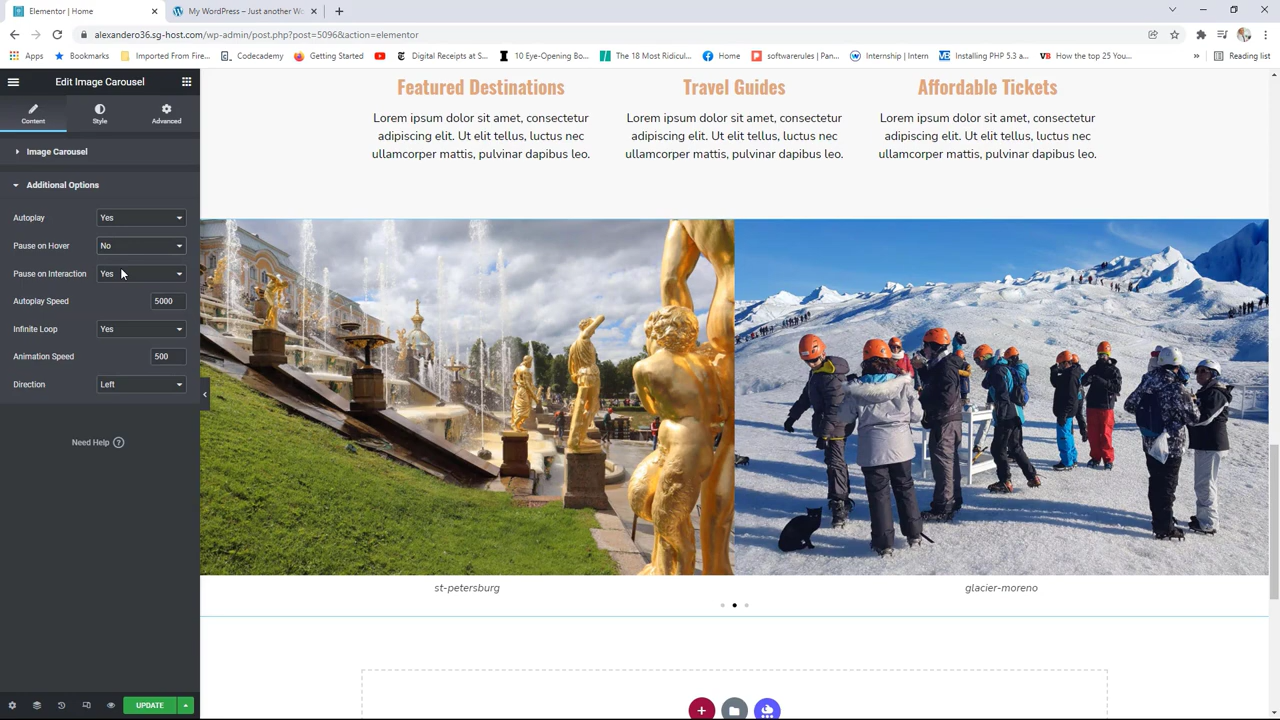 Elementor | Home
My WordPress – Just another Wo
alexandero36.sg-host.com/wp-admin/post.php?post=5096&action=elementor
Apps
Bookmarks
Imported From Fire...
Codecademy
Getting Started
Digital Receipts at S...
10 Eye-Opening Bo...
The 18 Most Ridicul...
Home
softwarerules | Pan...
Internship | Intern
Installing PHP 5.3 a...
How the top 25 You...
»
Reading list
Edit Image Carousel
Content
Style
Advanced
Image Carousel
Additional Options
Autoplay Yes
Pause on Hover No
Pause on Interaction Yes
Autoplay Speed 5000
Infinite Loop Yes
Animation Speed 500
Direction Left
Need Help ?
UPDATE
Featured Destinations
Lorem ipsum dolor sit amet, consectetur
adipiscing elit. Ut elit tellus, luctus nec
ullamcorper mattis, pulvinar dapibus leo.
Travel Guides
Lorem ipsum dolor sit amet, consectetur
adipiscing elit. Ut elit tellus, luctus nec
ullamcorper mattis, pulvinar dapibus leo.
Affordable Tickets
Lorem ipsum dolor sit amet, consectetur
adipiscing elit. Ut elit tellus, luctus nec
ullamcorper mattis, pulvinar dapibus leo.
st-petersburg
glacier-moreno